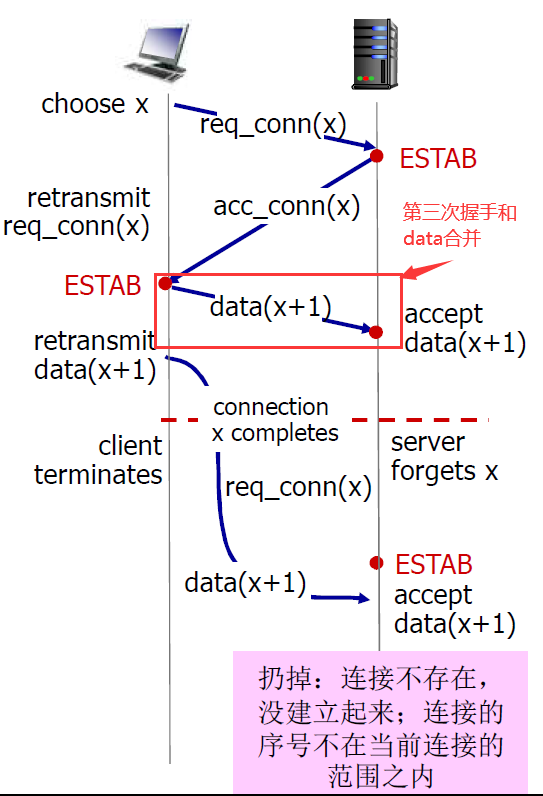 choose x
req_conn(x)
ESTAB
retransmit
req_conn(x)
acc_conn(x)
第三次握手和
data合并
ESTAB
data(x+1)
accept
data(x+1)
retransmit
data(x+1)
connection
x completes
client
terminates
server
forgets x
req_conn(x)
ESTAB
data(x+1)
accept
data(x+1)
扔掉：连接不存在，
没建立起来；连接的
序号不在当前连接的
范围之内